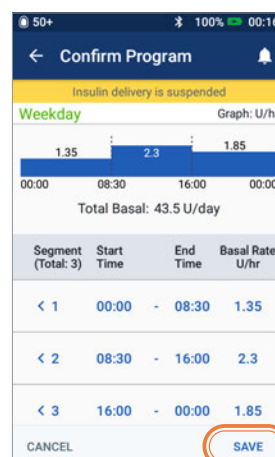 50+ 100% 00:16
Confirm Program
Insulin delivery is suspended
Weekday Graph: U/h
1.35 2.3 1.85
00:00 08:30 16:00 00:00
Total Basal: 43.5 U/day
Segment Start End Basal Rate
(Total: 3) Time Time U/hr
< 1 00:00 - 08:30 1.35
< 2 08:30 - 16:00 2.3
< 3 16:00 - 00:00 1.85
CANCEL SAVE